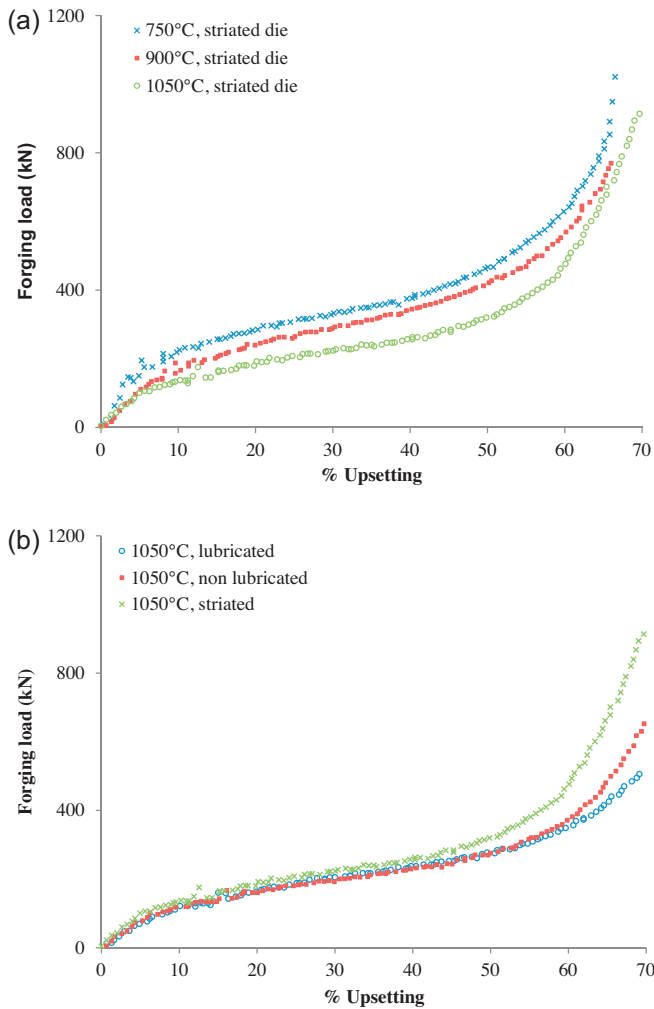 (a)
1200
750°C, striated die
900°C, striated die
1050°C, striated die
800
Forging load (kN)
400
0
0 10 20 30 40 50 60 70
% Upsetting
(b)
1200
1050°C, lubricated
1050°C, non lubricated
1050°C, striated
800
Forging load (kN)
400
0
0 10 20 30 40 50 60 70
% Upsetting